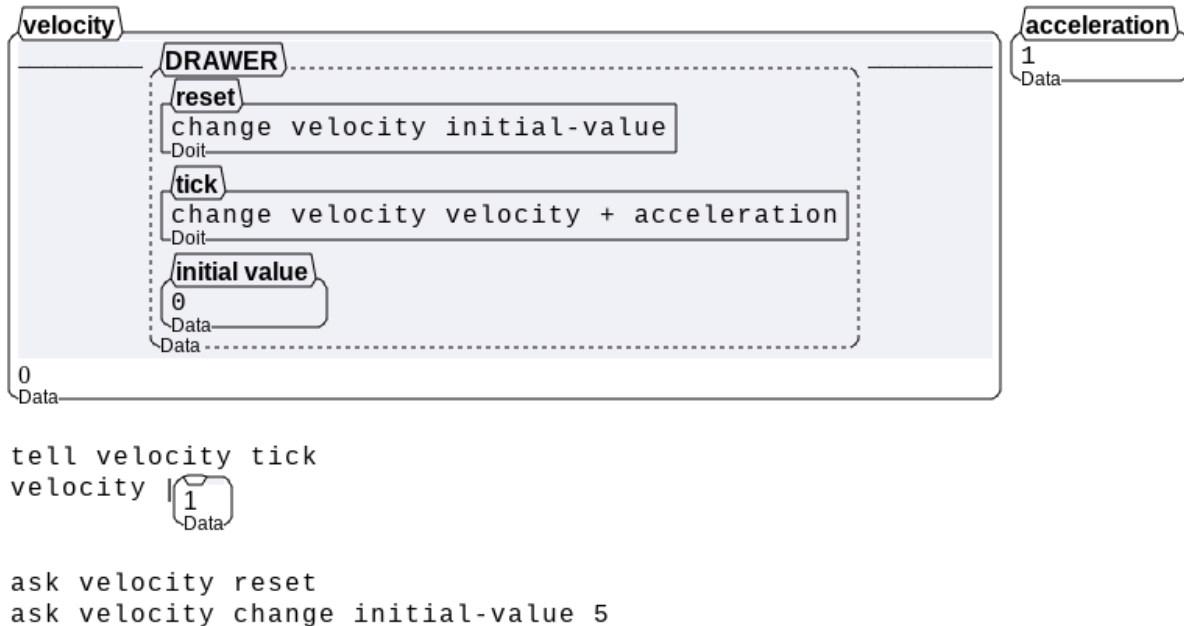 velocity acceleration
1
Data
DRAWER
reset
change velocity initial-value
Doit
tick
change velocity velocity + acceleration
Doit
initial value
0
Data
Data
0
Data
tell velocity tick
velocity | 1
Data
ask velocity reset
ask velocity change initial-value 5